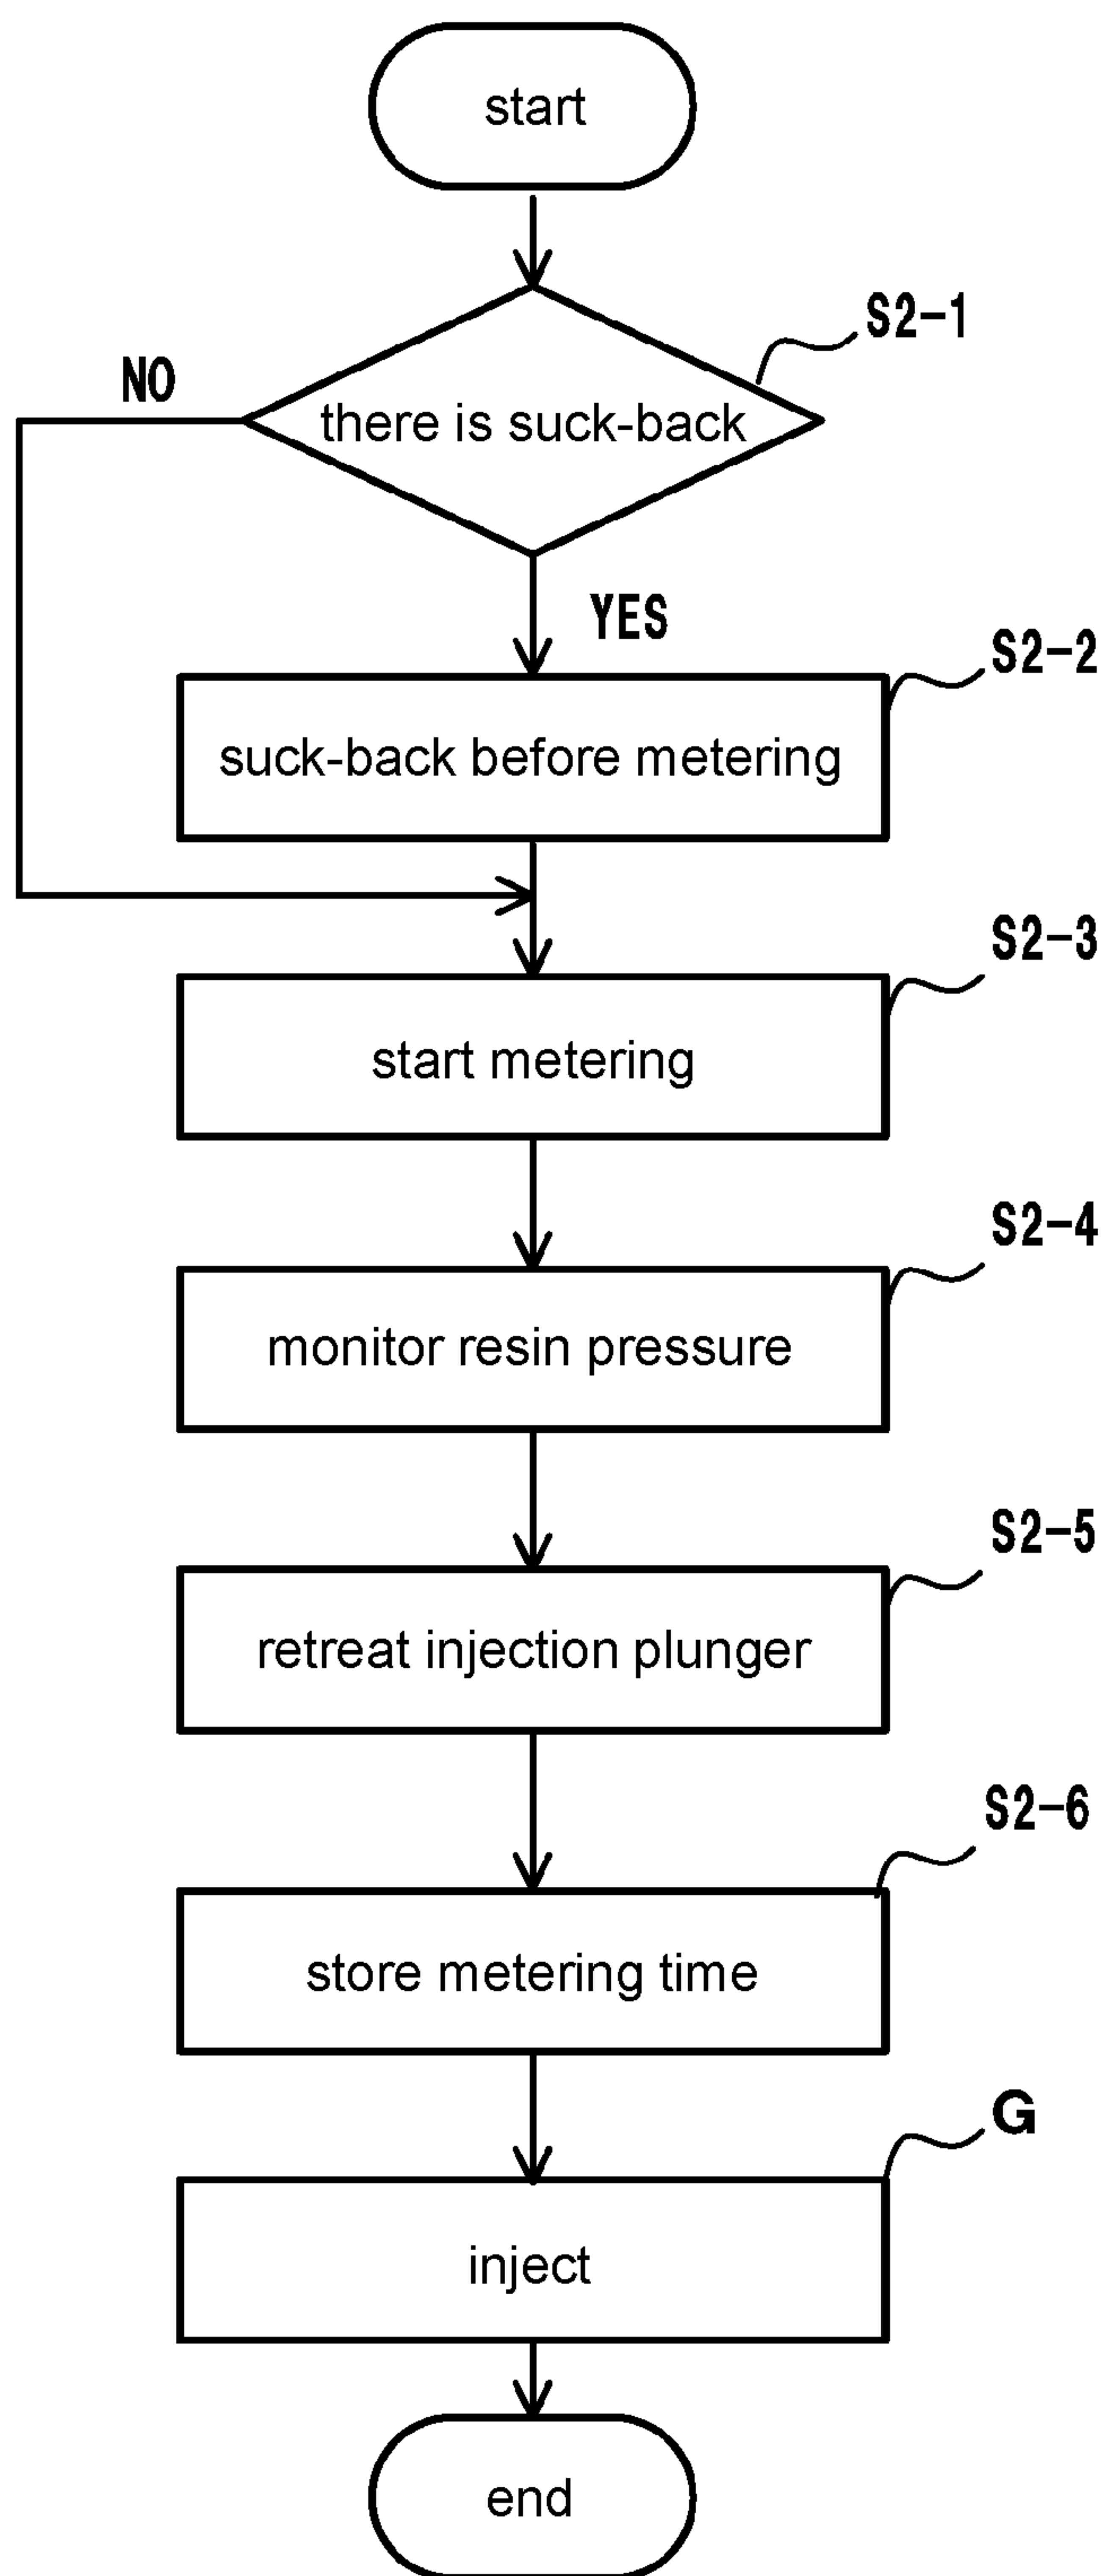 start
S2-1
NO
there is suck-back
YES
S2-2
suck-back before metering
S2-3
start metering
S2-4
monitor resin pressure
S2-5
retreat injection plunger
S2-6
store metering time
G
inject
end